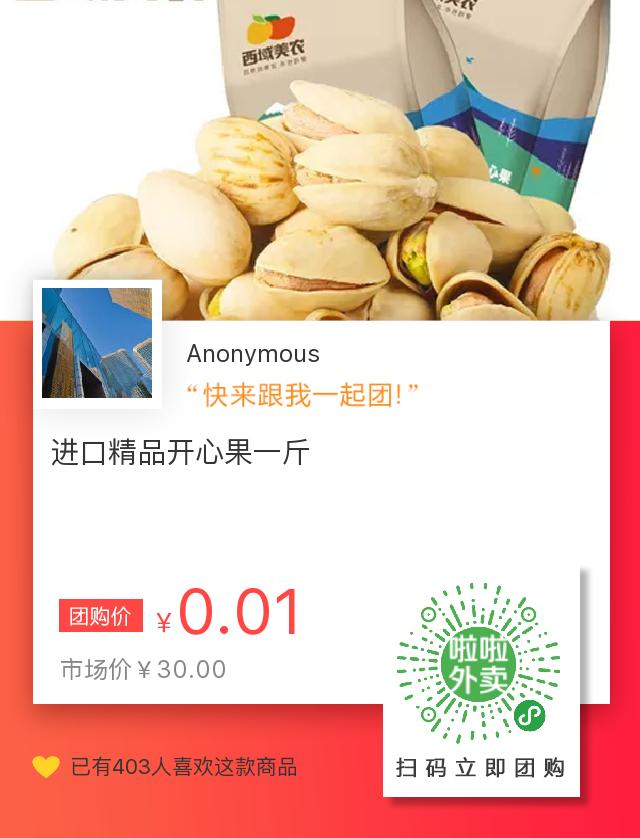 西域美农
Anonymous
“快来跟我一起团!”
进口精品开心果一斤
团购价 ¥0.01
市场价¥30.00
啦啦
外卖
已有403人喜欢这款商品
扫码立即团购